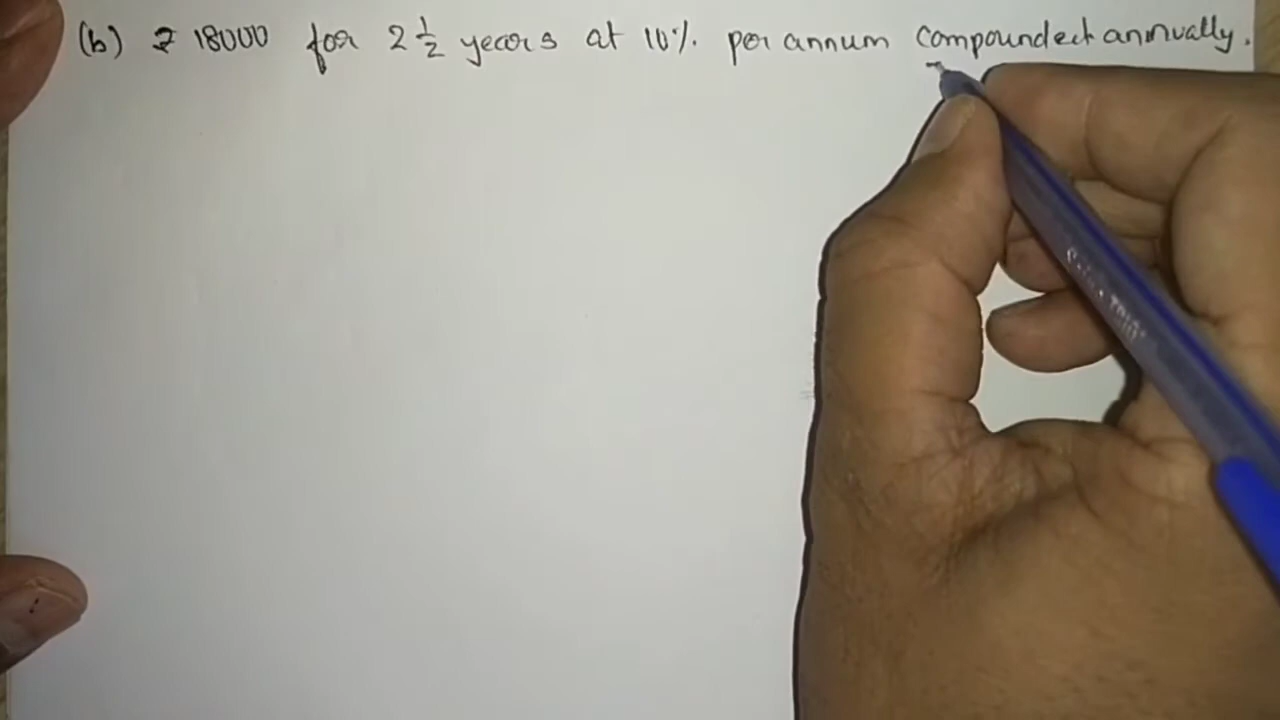 (b) ₹ 18000 for 2 1/2 years at 10% per annum compounded annually.